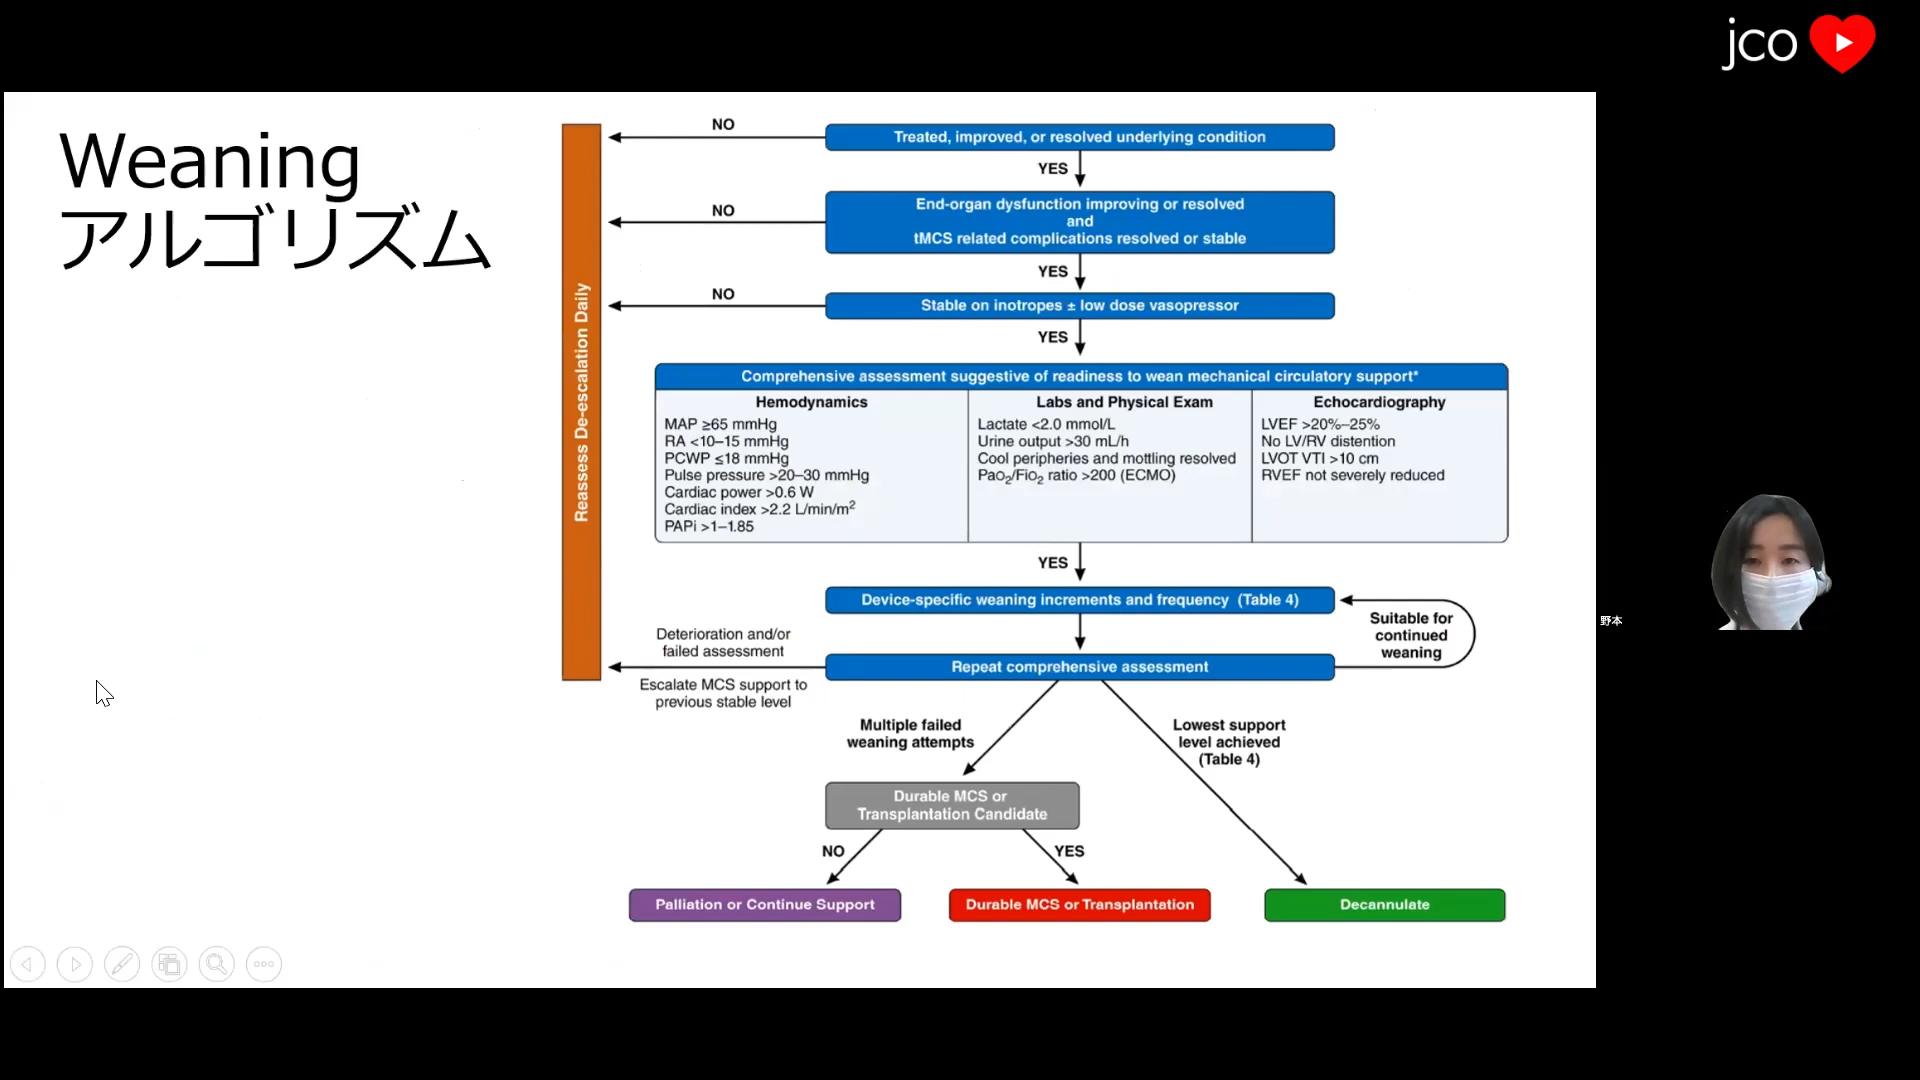 jco
Weaning
アルゴリズム
Reassess De-escalation Daily
NO
Treated, improved, or resolved underlying condition
YES
NO
End-organ dysfunction improving or resolved
and
tMCS related complications resolved or stable
YES
NO
Stable on inotropes ± low dose vasopressor
YES
Comprehensive assessment suggestive of readiness to wean mechanical circulatory support*
Hemodynamics
MAP ≥65 mmHg
RA <10–15 mmHg
PCWP ≤18 mmHg
Pulse pressure >20–30 mmHg
Cardiac power >0.6 W
Cardiac index >2.2 L/min/m²
PAPi >1–1.85
Labs and Physical Exam
Lactate <2.0 mmol/L
Urine output >30 mL/h
Cool peripheries and mottling resolved
PaO₂/FiO₂ ratio >200 (ECMO)
Echocardiography
LVEF >20%–25%
No LV/RV distention
LVOT VTI >10 cm
RVEF not severely reduced
YES
Device-specific weaning increments and frequency (Table 4)
Suitable for
continued
weaning
Deterioration and/or
failed assessment
Repeat comprehensive assessment
Escalate MCS support to
previous stable level
Multiple failed
weaning attempts
Lowest support
level achieved
(Table 4)
Durable MCS or
Transplantation Candidate
NO
YES
Palliation or Continue Support
Durable MCS or Transplantation
Decannulate
野本